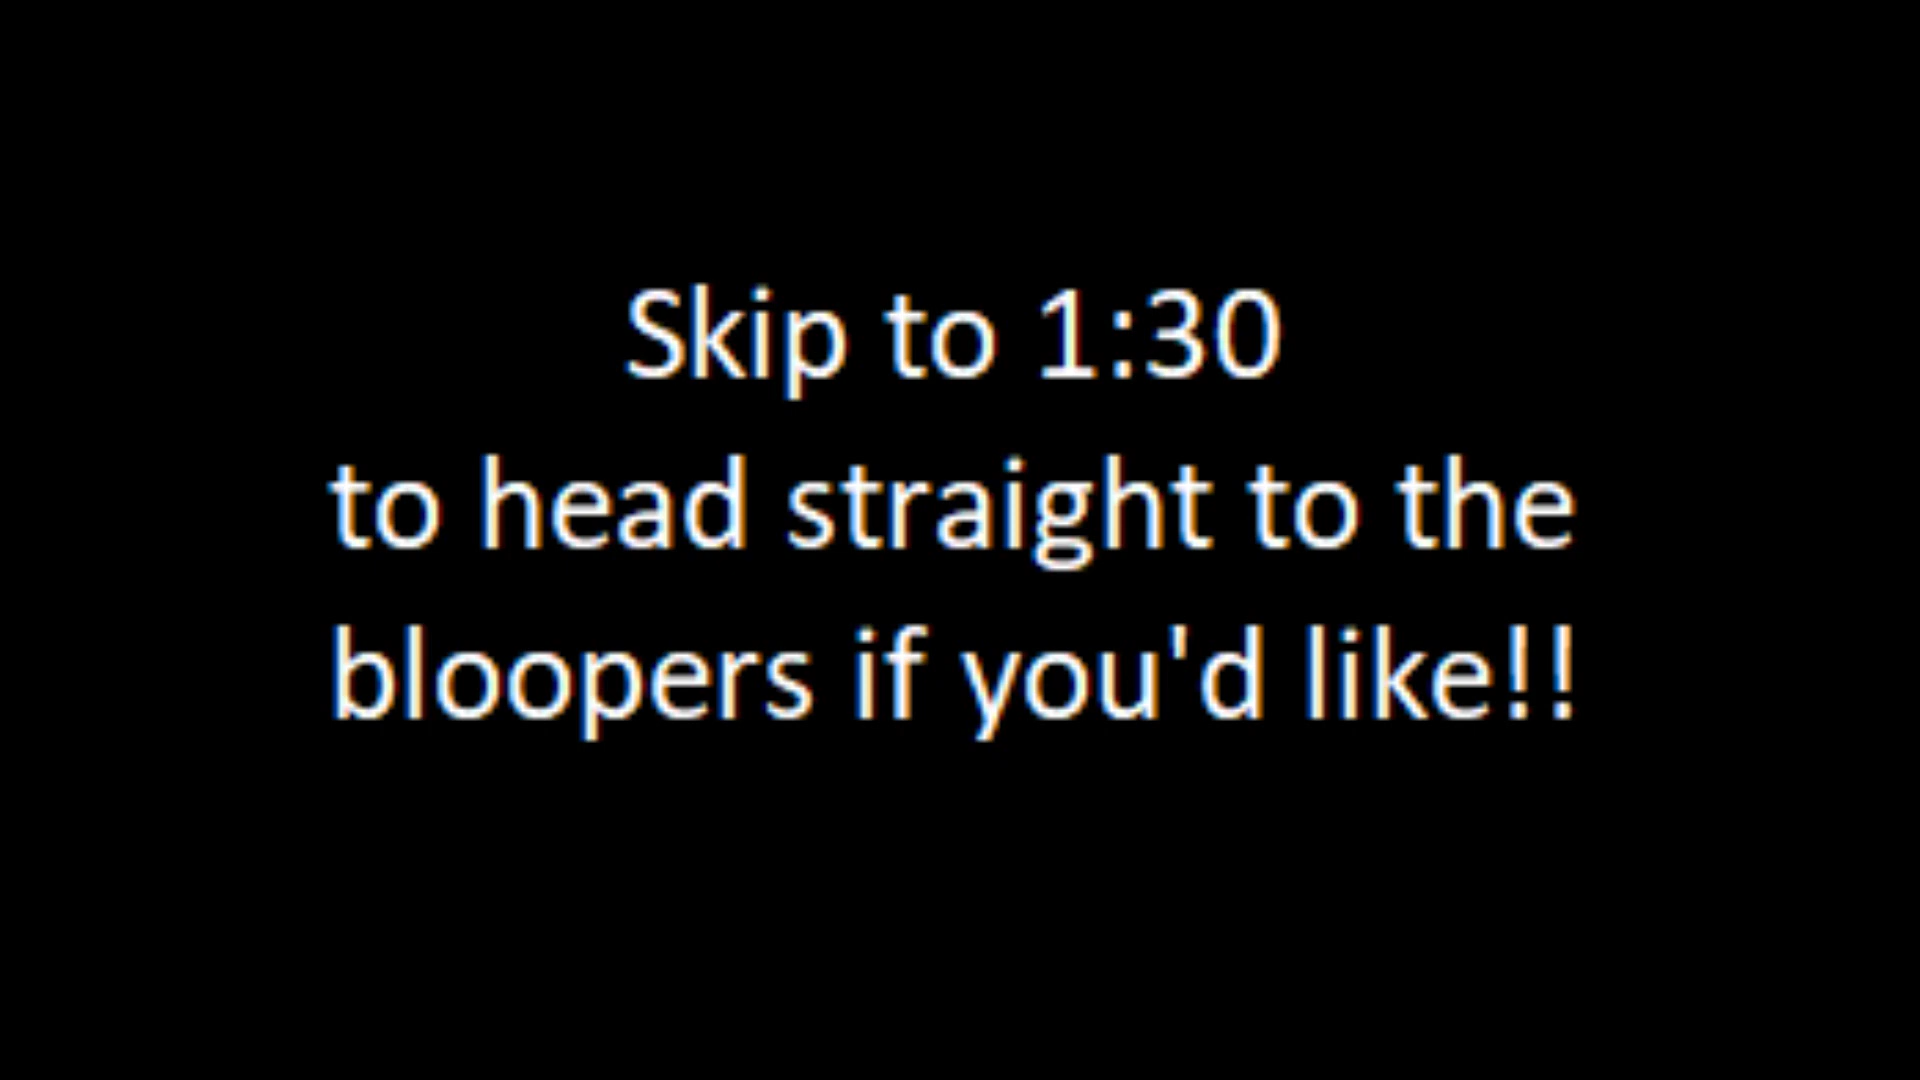 Skip to 1:30
to head straight to the
bloopers if you'd like!!